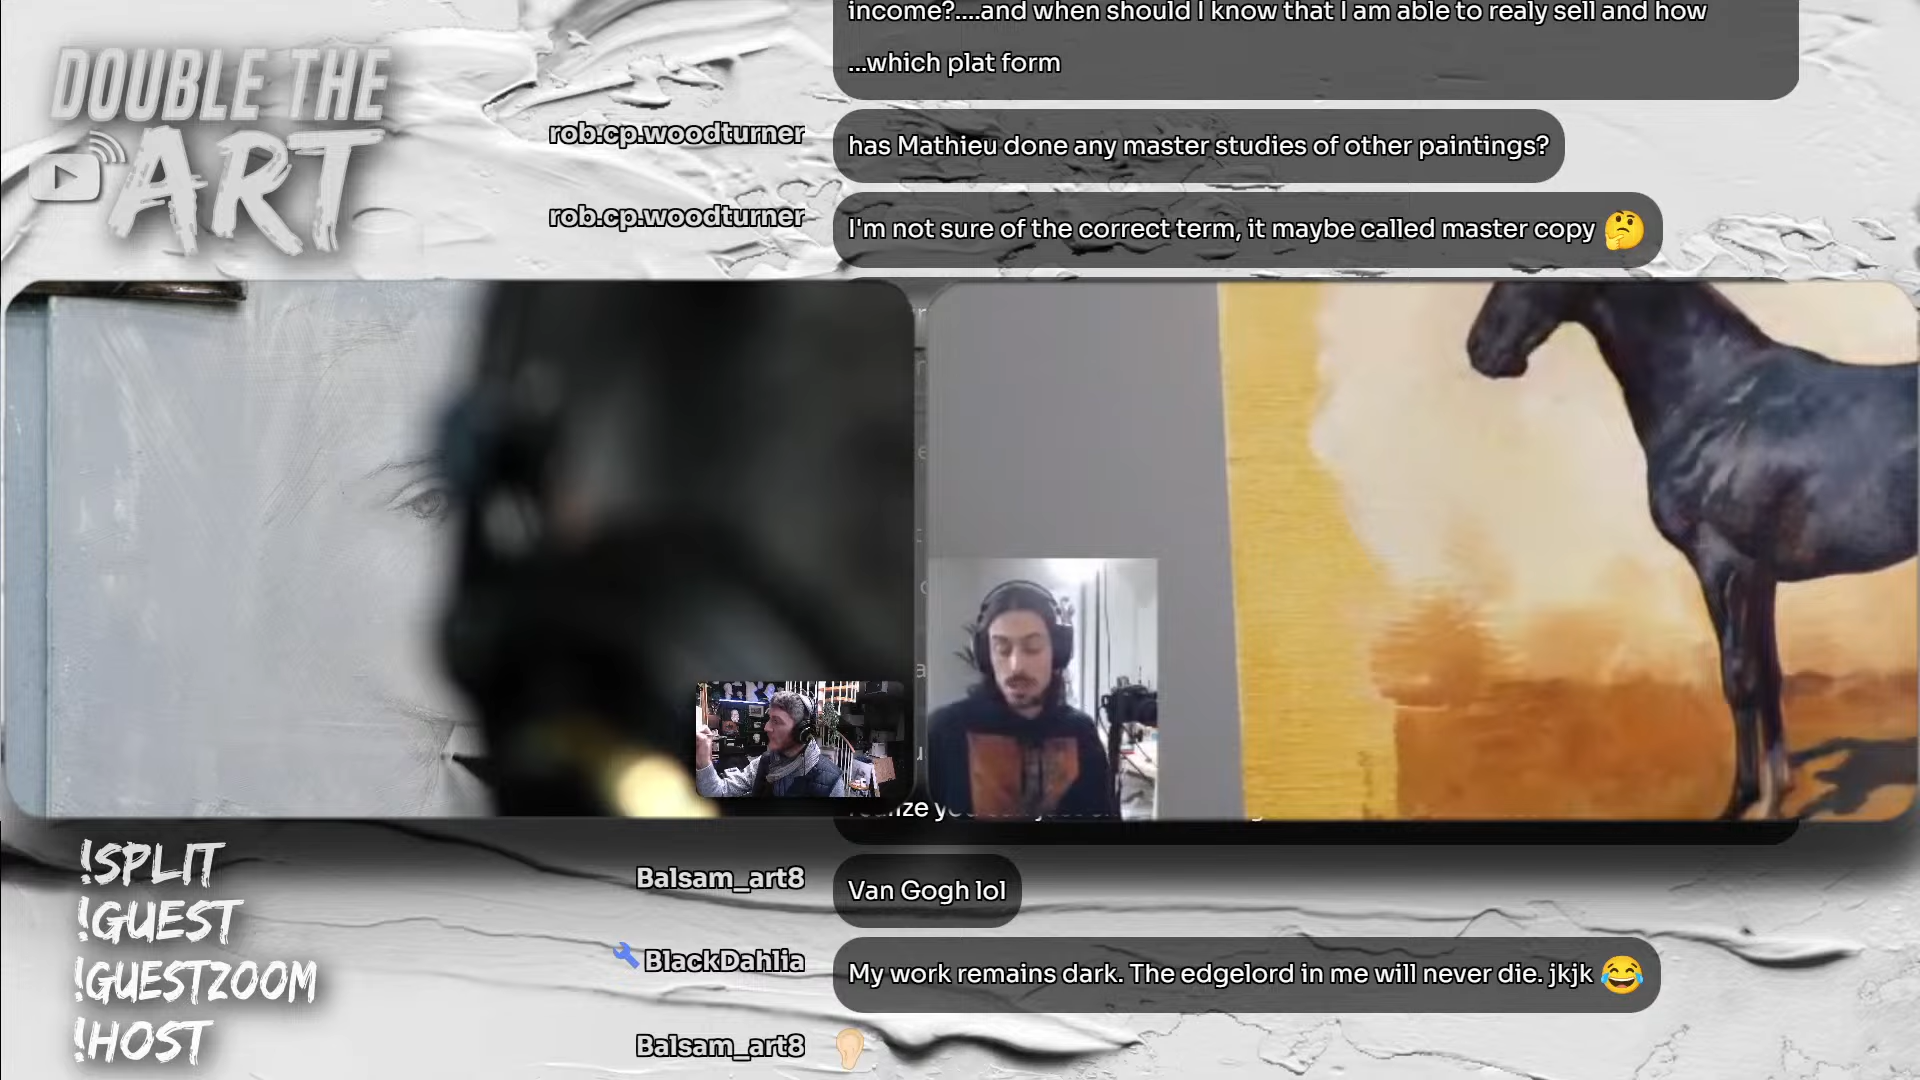 DOUBLE THE
ART
income?....and when should I know that I am able to realy sell and how
...which plat form
rob.cp.woodturner
has Mathieu done any master studies of other paintings?
rob.cp.woodturner
I'm not sure of the correct term, it maybe called master copy 🤔
!SPLIT
!GUEST
!GUESTZOOM
!HOST
Balsam_art8
Van Gogh lol
BlackDahlia
My work remains dark. The edgelord in me will never die. jkjk 😂
Balsam_art8
👂🏻